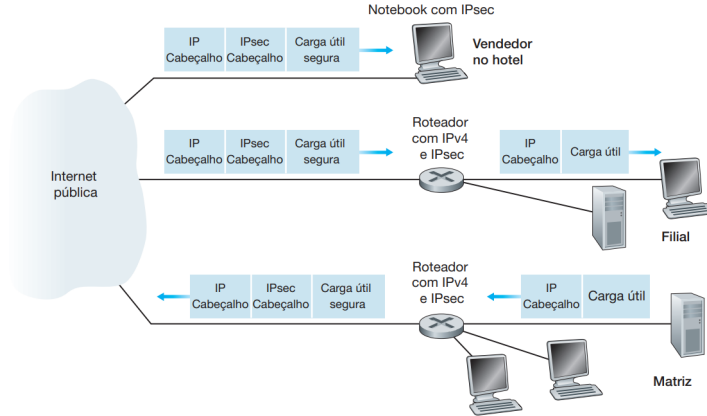 Notebook com IPsec
IP
Cabeçalho
IPsec
Cabeçalho
Carga útil
segura
Vendedor
no hotel
Internet
pública
IP
Cabeçalho
IPsec
Cabeçalho
Carga útil
segura
Roteador
com IPv4
e IPsec
IP
Cabeçalho
Carga útil
Filial
IP
Cabeçalho
IPsec
Cabeçalho
Carga útil
segura
Roteador
com IPv4
e IPsec
IP
Cabeçalho
Carga útil
Matriz